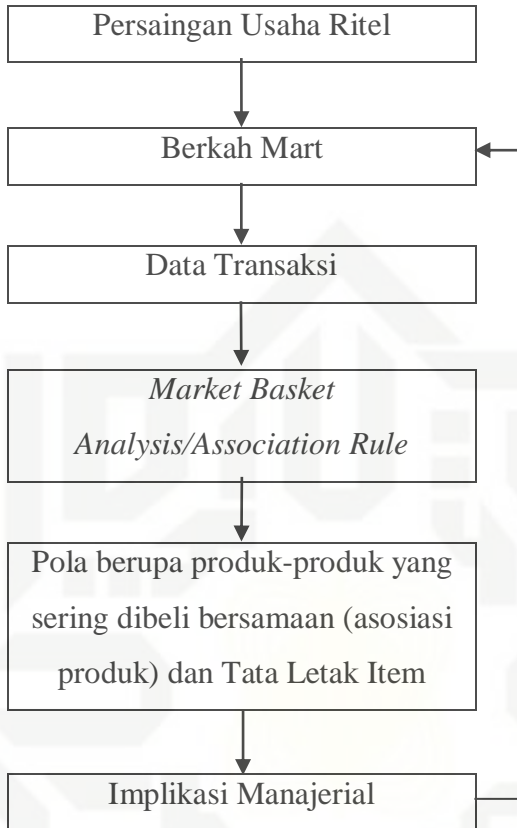 Persaingan Usaha Ritel
Berkah Mart
Data Transaksi
Market Basket
Analysis/Association Rule
Pola berupa produk-produk yang
sering dibeli bersamaan (asosiasi
produk) dan Tata Letak Item
Implikasi Manajerial